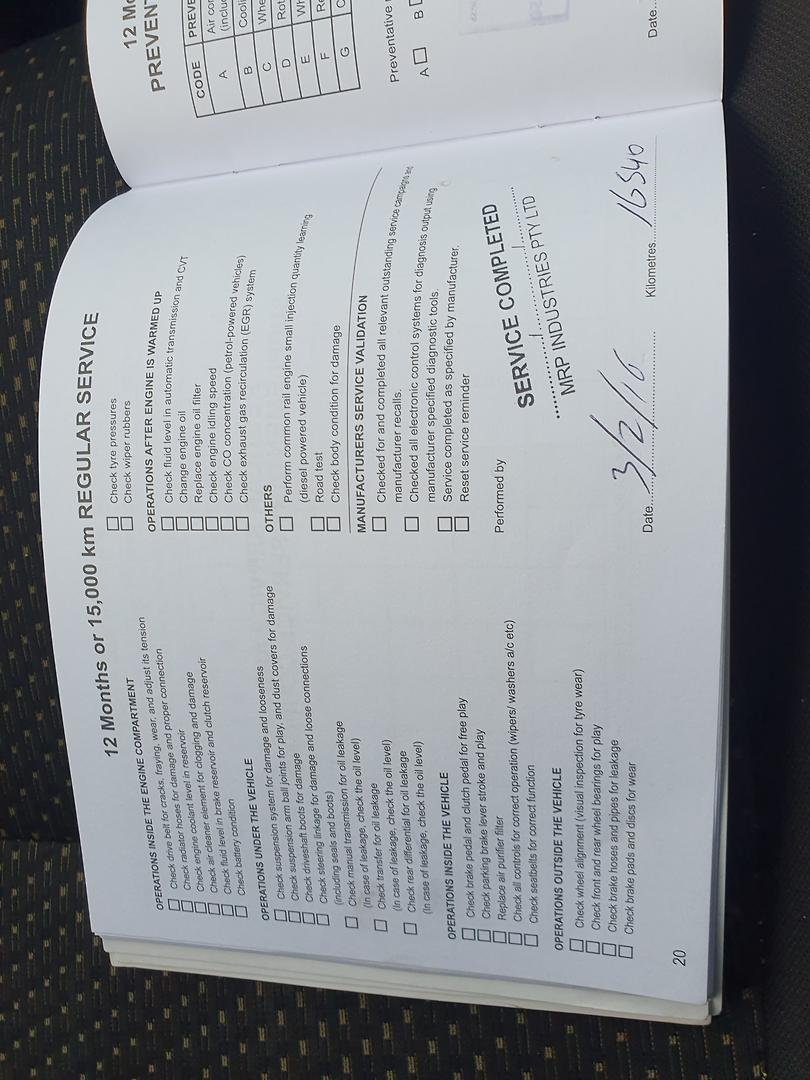 12 Months or 15,000 km REGULAR SERVICE
OPERATIONS INSIDE THE ENGINE COMPARTMENT
Check drive belt for cracks, fraying, wear, and adjust its tension
Check radiator hoses for damage and proper connection
Check engine coolant level in reservoir
Check air cleaner element for clogging and damage
Check fluid level in brake reservoir and clutch reservoir
Check battery condition
OPERATIONS UNDER THE VEHICLE
Check suspension system for damage and looseness
Check suspension arm ball joints for play, and dust covers for damage
Check driveshaft boots for damage
Check steering linkage for damage and loose connections
(including seals and boots)
Check manual transmission for oil leakage
(In case of leakage, check the oil level)
Check transfer for oil leakage
(In case of leakage, check the oil level)
Check rear differential for oil leakage
(In case of leakage, check the oil level)
OPERATIONS INSIDE THE VEHICLE
Check brake pedal and clutch pedal for free play
Check parking brake lever stroke and play
Replace air purifier filter
Check all controls for correct operation (wipers/ washers a/c etc)
Check seatbelts for correct function
OPERATIONS OUTSIDE THE VEHICLE
Check wheel alignment (visual inspection for tyre wear)
Check front and rear wheel bearings for play
Check brake hoses and pipes for leakage
Check brake pads and discs for wear
20
Check tyre pressures
Check wiper rubbers
OPERATIONS AFTER ENGINE IS WARMED UP
Check fluid level in automatic transmission and CVT
Change engine oil
Replace engine oil filter
Check engine idling speed
Check CO concentration (petrol-powered vehicles)
Check exhaust gas recirculation (EGR) system
OTHERS
Perform common rail engine small injection quantity learning
(diesel powered vehicle)
Road test
Check body condition for damage
MANUFACTURERS SERVICE VALIDATION
Checked for and completed all relevant outstanding service campaigns and
manufacturer recalls.
Checked all electronic control systems for diagnosis output using
manufacturer specified diagnostic tools.
Service completed as specified by manufacturer.
Reset service reminder
Performed by
SERVICE COMPLETED
MRP INDUSTRIES PTY LTD
Date 3/2/16 Kilometres 16540
12 Mo
PREVENT
CODE PREVE
A Air co
(inclu
B Cooli
C Whe
D Rot
E Wh
F Re
G
Preventative
A B
Date